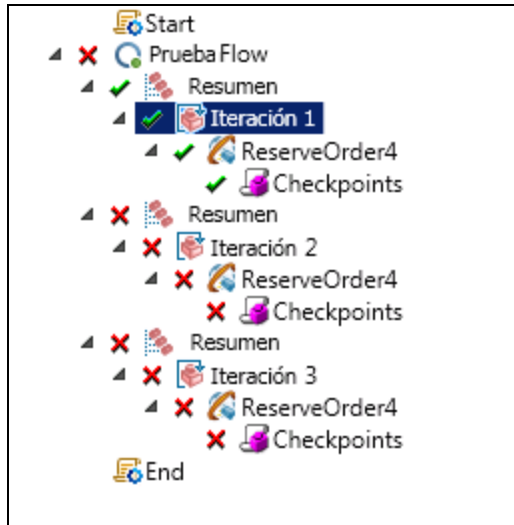 Start
PruebaFlow
Resumen
Iteración 1
ReserveOrder4
Checkpoints
Resumen
Iteración 2
ReserveOrder4
Checkpoints
Resumen
Iteración 3
ReserveOrder4
Checkpoints
End